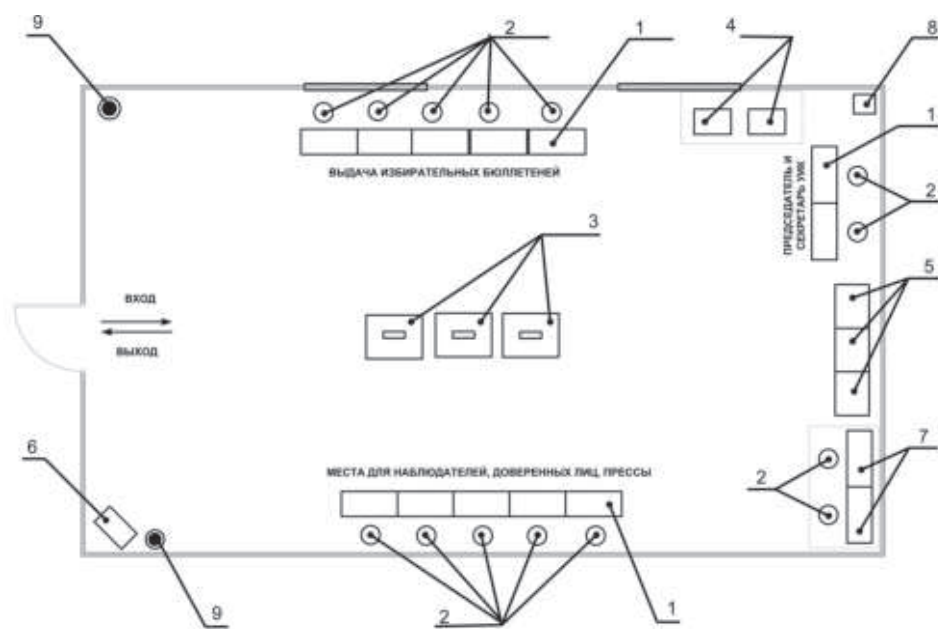 9
2
1
4
8
ВЫДАЧА ИЗБИРАТЕЛЬНЫХ БЮЛЛЕТЕНЕЙ
1
ПРЕДСЕДАТЕЛЬ И
СЕКРЕТАРЬ УИК
2
3
5
ВХОД
ВЫХОД
6
МЕСТА ДЛЯ НАБЛЮДАТЕЛЕЙ, ДОВЕРЕННЫХ ЛИЦ, ПРЕССЫ
7
2
9
2
1